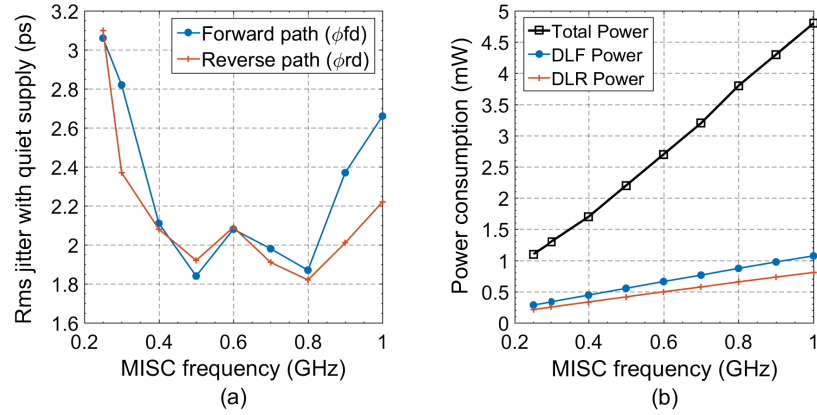 Rms jitter with quiet supply (ps)
3.2
3
2.8
2.6
2.4
2.2
2
1.8
1.6
Forward path (ϕfd)
Reverse path (ϕrd)
0.2 0.4 0.6 0.8 1
MISC frequency (GHz)
(a)
Power consumption (mW)
5
4.5
4
3.5
3
2.5
2
1.5
1
0.5
0
Total Power
DLF Power
DLR Power
0.2 0.4 0.6 0.8 1
MISC frequency (GHz)
(b)